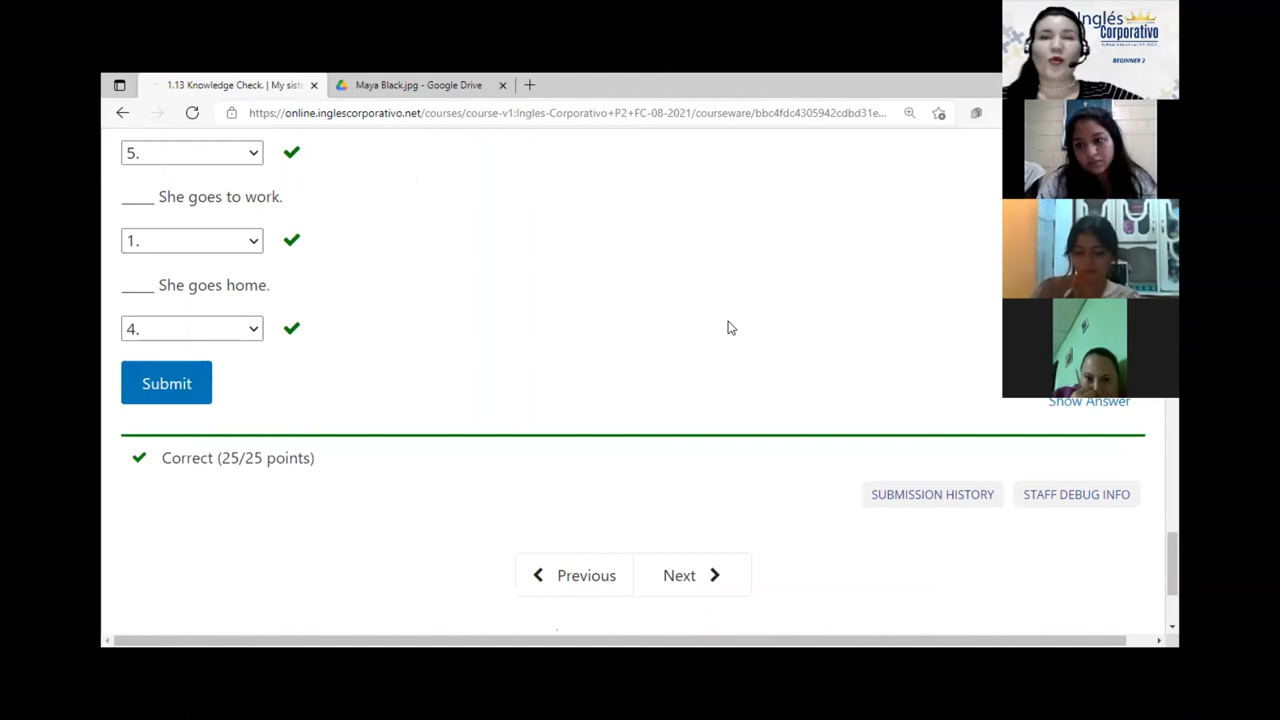 Inglés
Corporativo
BEGINNER 2
1.13 Knowledge Check. | My sist
Maya Black.jpg - Google Drive
https://online.inglescorporativo.net/courses/course-v1:Ingles-Corporativo+P2+FC-08-2021/courseware/bbc4fdc4305942cdbd31e...
5.
_____ She goes to work.
1.
_____ She goes home.
4.
Submit
Show Answer
Correct (25/25 points)
SUBMISSION HISTORY
STAFF DEBUG INFO
Previous
Next